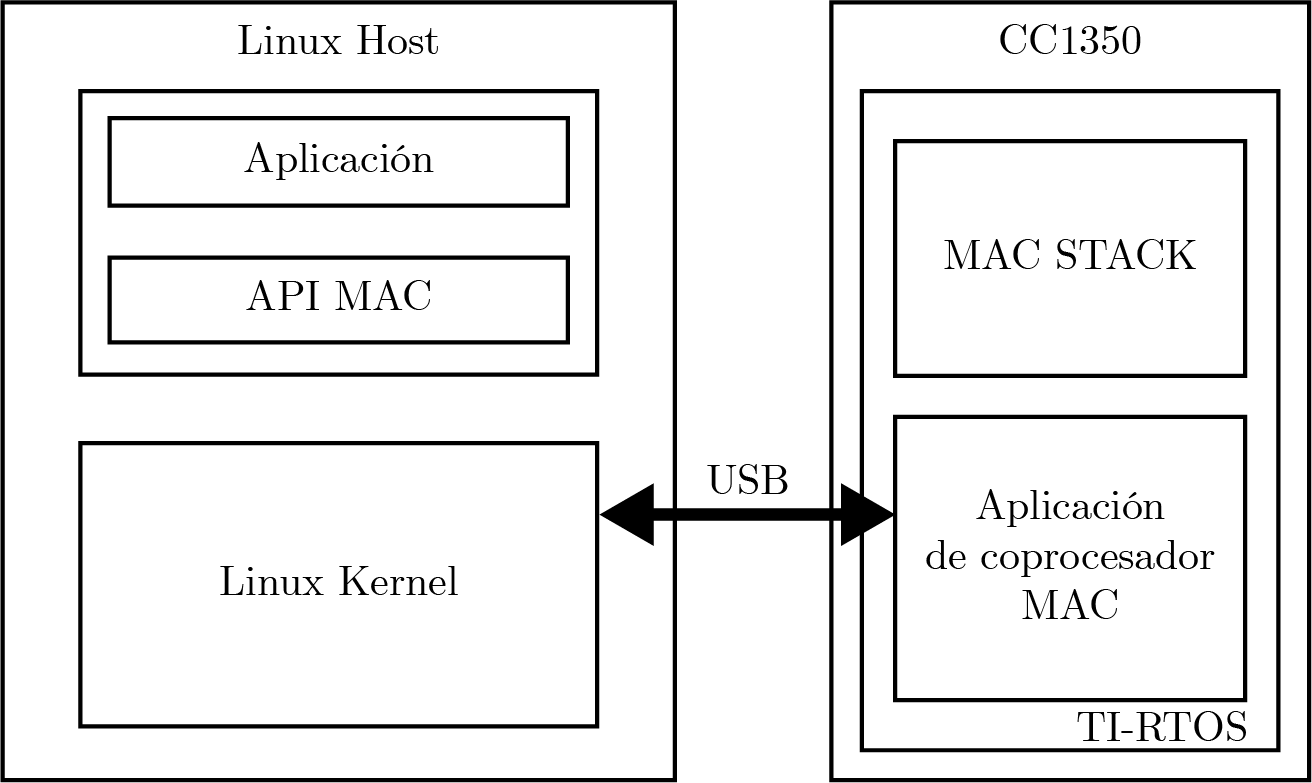 Linux Host
Aplicación
API MAC
Linux Kernel
USB
CC1350
MAC STACK
Aplicación
de coprocesador
MAC
TI-RTOS